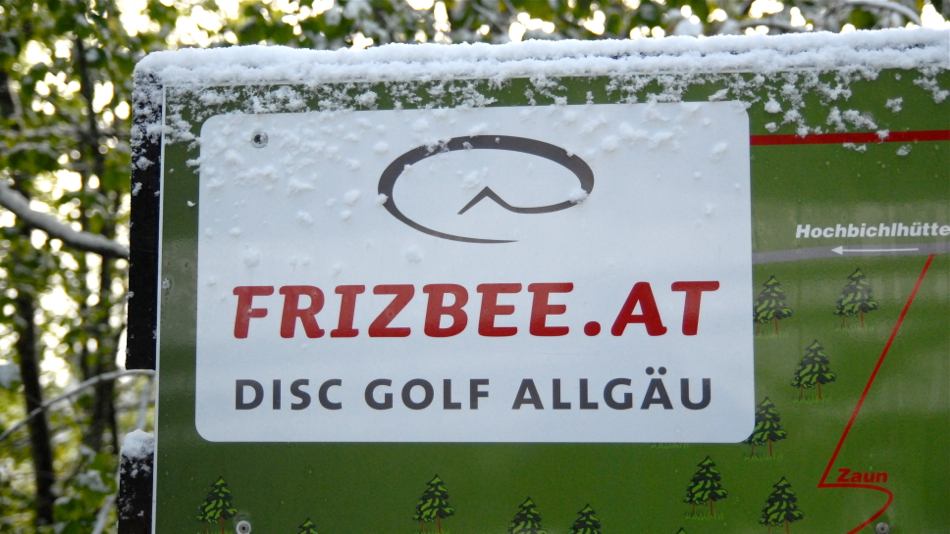 FRIZBEE.AT
DISC GOLF ALLGÄU
Hochbichlhütte
Zaun